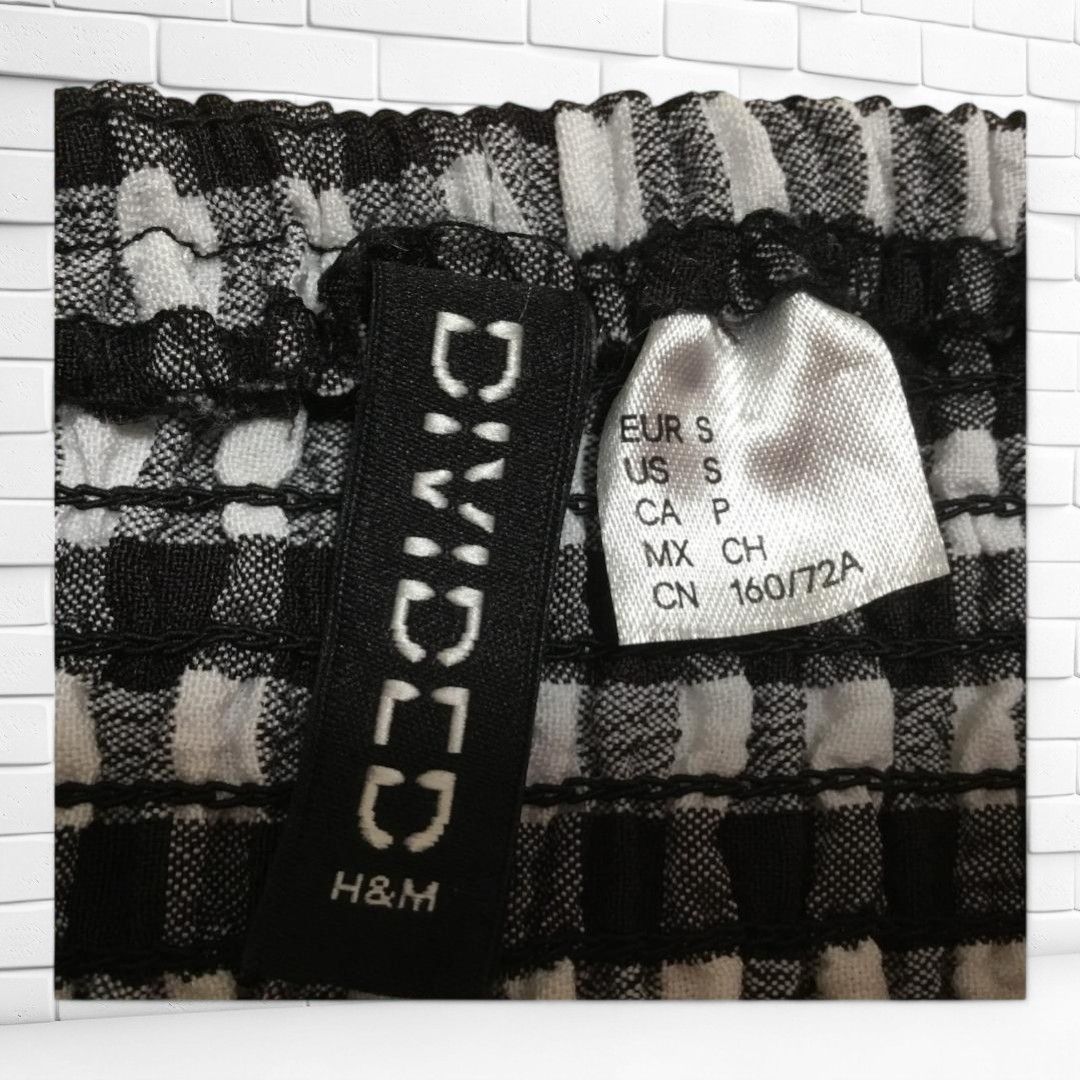 DIVIDED
H&M
EUR S
US S
CA P
MX CH
CN 160/72A